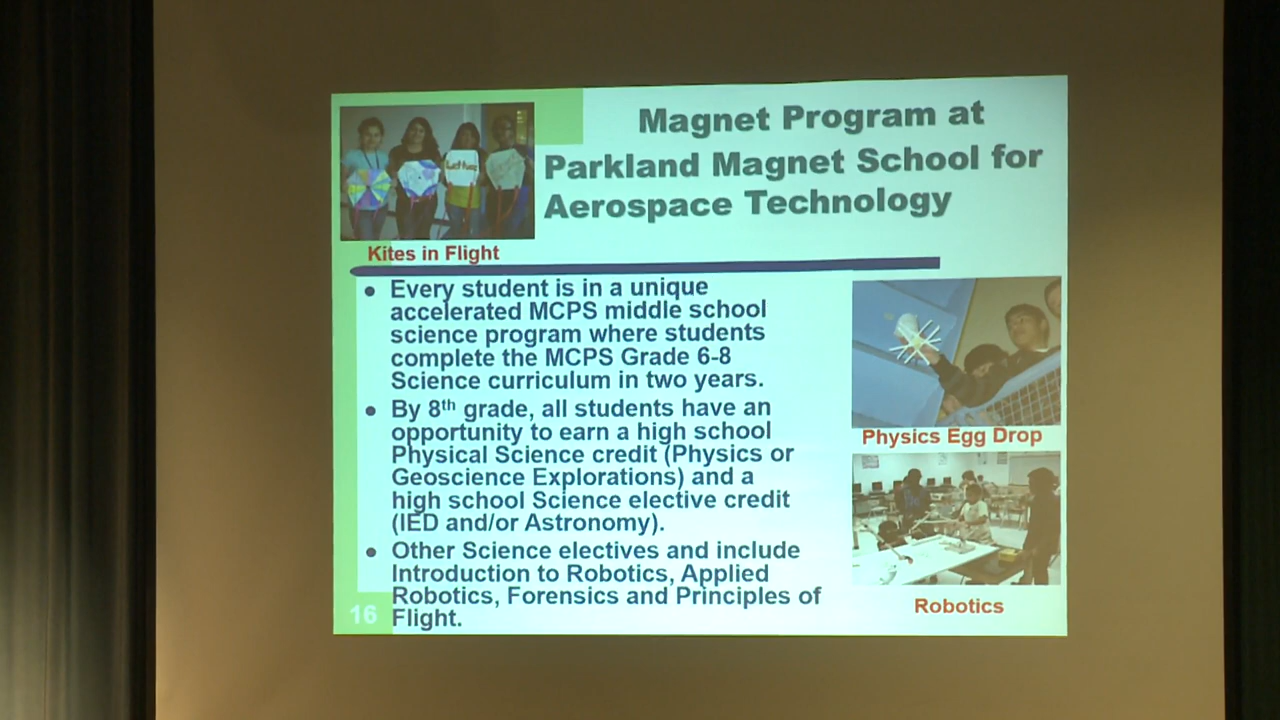 Magnet Program at
Parkland Magnet School for
Aerospace Technology
Kites in Flight
• Every student is in a unique
accelerated MCPS middle school
science program where students
complete the MCPS Grade 6-8
Science curriculum in two years.
• By 8th grade, all students have an
opportunity to earn a high school
Physical Science credit (Physics or
Geoscience Explorations) and a
high school Science elective credit
(IED and/or Astronomy).
• Other Science electives and include
Introduction to Robotics, Applied
Robotics, Forensics and Principles of
Flight.
Physics Egg Drop
Robotics
16